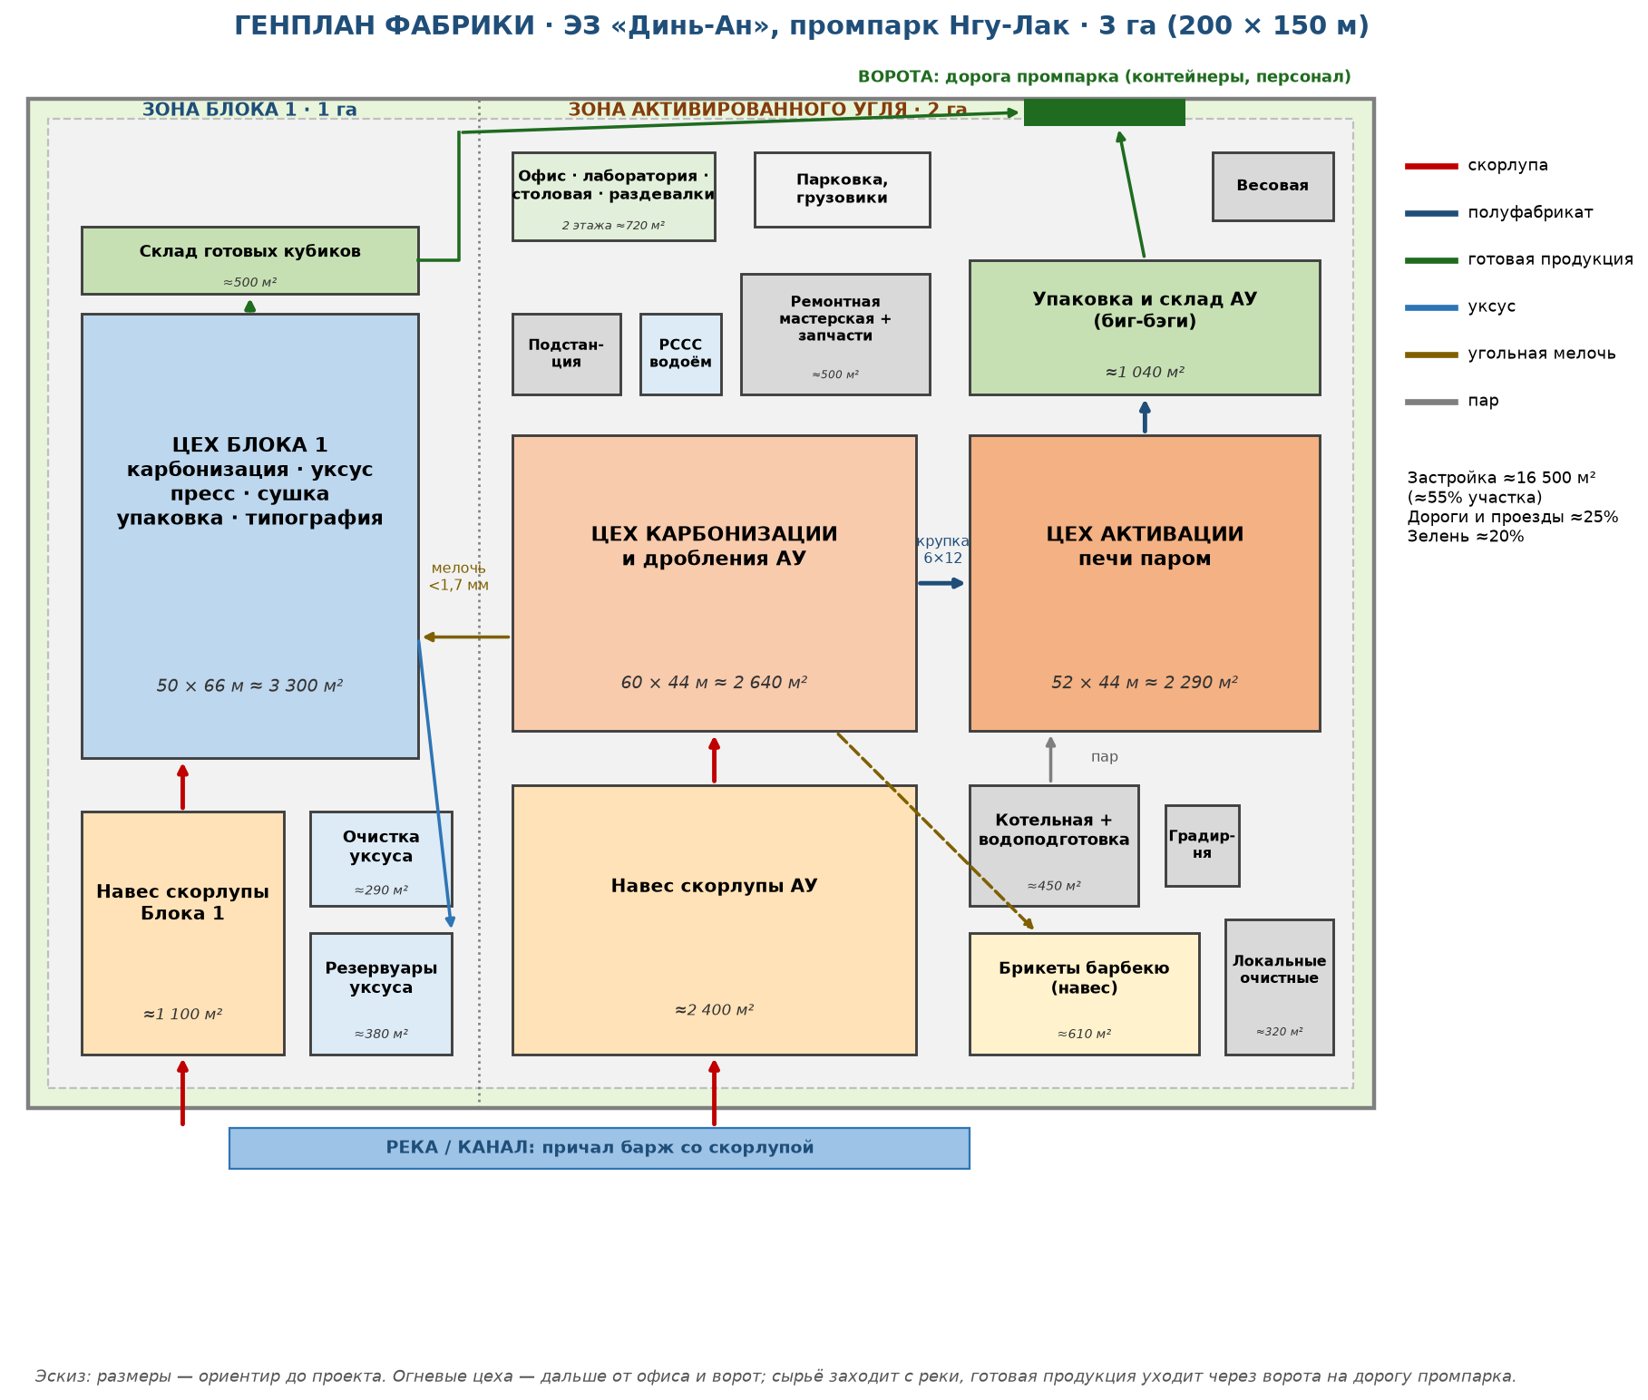 ГЕНПЛАН ФАБРИКИ · ЭЗ «Динь-Ан», промпарк Нгу-Лак · 3 га (200 × 150 м)
ВОРОТА: дорога промпарка (контейнеры, персонал)
ЗОНА БЛОКА 1 · 1 га
ЗОНА АКТИВИРОВАННОГО УГЛЯ · 2 га
Офис · лаборатория ·
столовая · раздевалки
2 этажа ≈720 м²
Парковка,
грузовики
Весовая
Склад готовых кубиков
≈500 м²
Подстан-
ция
РССС
водоём
Ремонтная
мастерская +
запчасти
≈500 м²
Упаковка и склад АУ
(биг-бэги)
≈1 040 м²
ЦЕХ БЛОКА 1
карбонизация · уксус
пресс · сушка
упаковка · типография
50 × 66 м ≈ 3 300 м²
мелочь
<1,7 мм
ЦЕХ КАРБОНИЗАЦИИ
и дробления АУ
60 × 44 м ≈ 2 640 м²
крупка
6×12
ЦЕХ АКТИВАЦИИ
печи паром
52 × 44 м ≈ 2 290 м²
пар
Навес скорлупы
Блока 1
≈1 100 м²
Очистка
уксуса
≈290 м²
Резервуары
уксуса
≈380 м²
Навес скорлупы АУ
≈2 400 м²
Котельная +
водоподготовка
≈450 м²
Градир-
ня
Брикеты барбекю
(навес)
≈610 м²
Локальные
очистные
≈320 м²
РЕКА / КАНАЛ: причал барж со скорлупой
скорлупа
полуфабрикат
готовая продукция
уксус
угольная мелочь
пар
Застройка ≈16 500 м²
(≈55% участка)
Дороги и проезды ≈25%
Зелень ≈20%
Эскиз: размеры — ориентир до проекта. Огневые цеха — дальше от офиса и ворот; сырьё заходит с реки, готовая продукция уходит через ворота на дорогу промпарка.